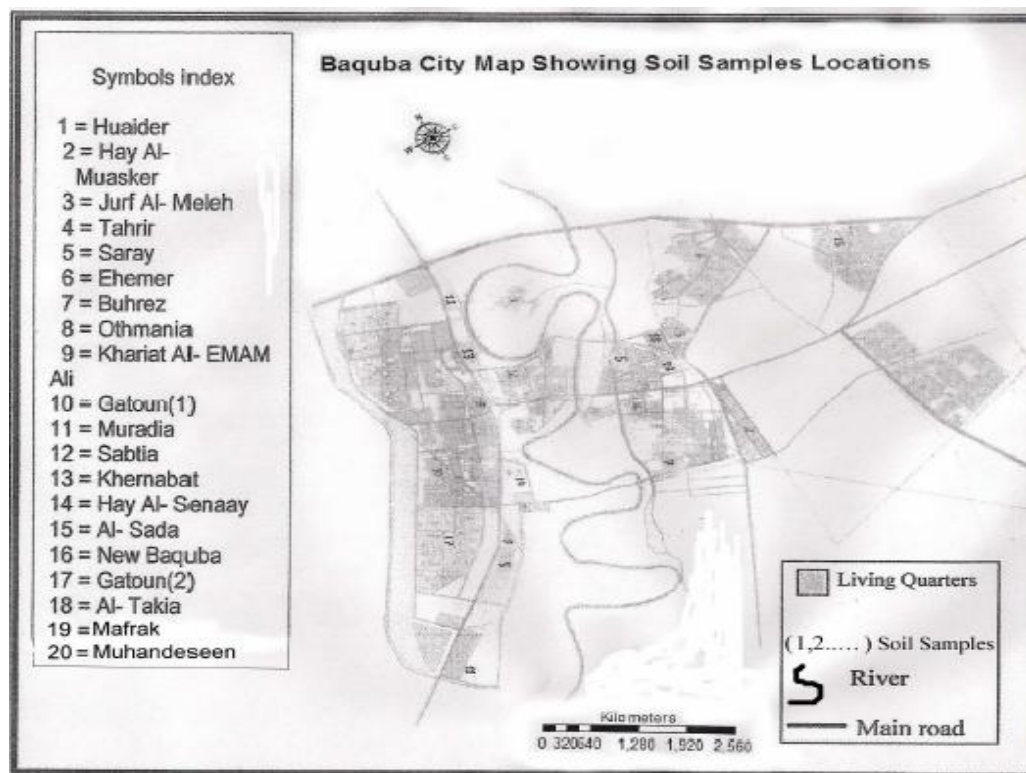 Baquba City Map Showing Soil Samples Locations
Symbols index
1 = Huaider
2 = Hay Al-
Muasker
3 = Jurf Al- Meleh
4 = Tahrir
5 = Saray
6 = Ehemer
7 = Buhrez
8 = Othmania
9 = Khariat Al- EMAM
Ali
10 = Gatoun(1)
11 = Muradia
12 = Sabtia
13 = Khernabat
14 = Hay Al- Senaay
15 = Al- Sada
16 = New Baquba
17 = Gatoun(2)
18 = Al- Takia
19 =Mafrak
20 = Muhandeseen
Living Quarters
(1,2..... ) Soil Samples
River
Main road
Kilometers
0 320640 1,280 1,920 2,560